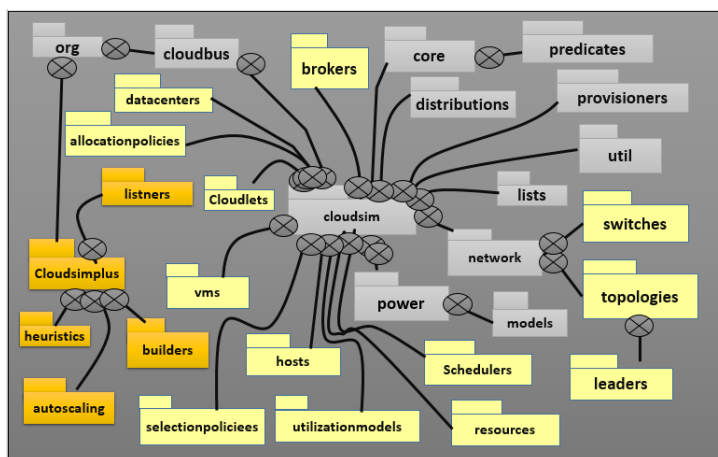 org
cloudbus
brokers
core
predicates
datacenters
distributions
provisioners
allocationpolicies
util
listners
Cloudlets
lists
cloudsim
switches
Cloudsimplus
network
vms
topologies
power
models
heuristics
builders
hosts
Schedulers
leaders
autoscaling
selectionpoliciees
utilizationmodels
resources